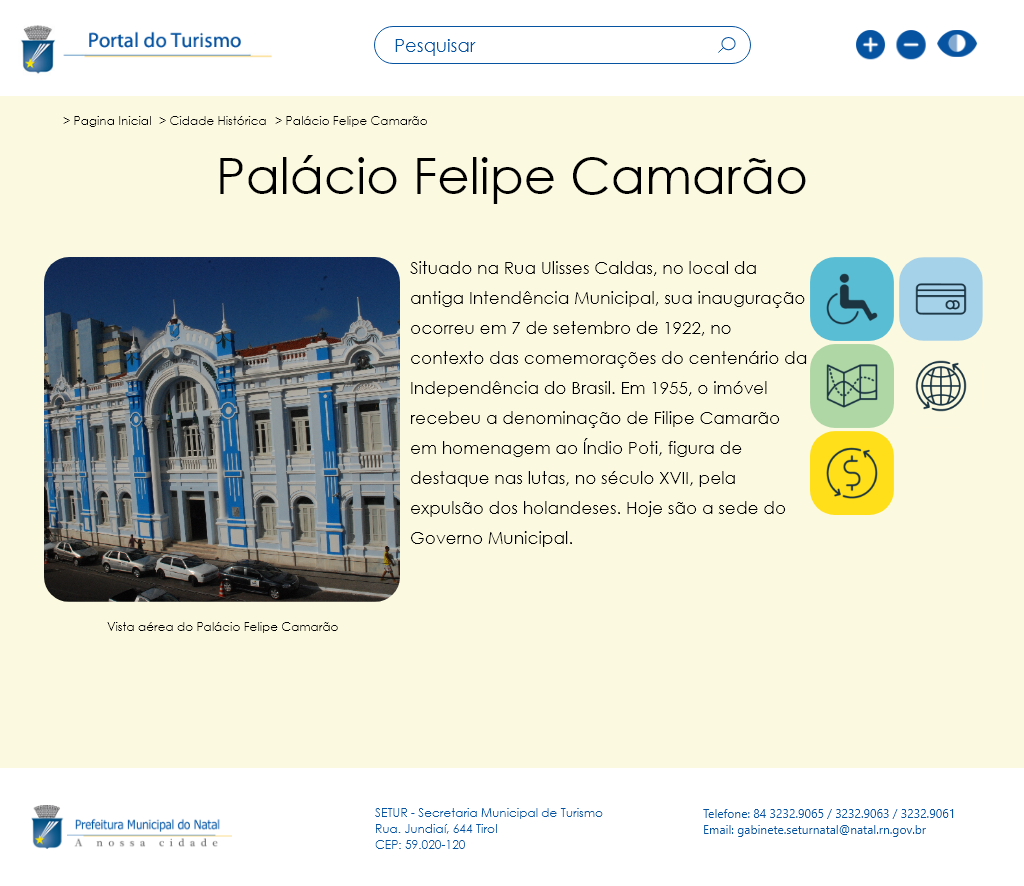 Portal do Turismo
Pesquisar
> Pagina Inicial > Cidade Histórica > Palácio Felipe Camarão
Palácio Felipe Camarão
Situado na Rua Ulisses Caldas, no local da
antiga Intendência Municipal, sua inauguração
ocorreu em 7 de setembro de 1922, no
contexto das comemorações do centenário da
Independência do Brasil. Em 1955, o imóvel
recebeu a denominação de Filipe Camarão
em homenagem ao Índio Poti, figura de
destaque nas lutas, no século XVII, pela
expulsão dos holandeses. Hoje são a sede do
Governo Municipal.
Vista aérea do Palácio Felipe Camarão
Prefeitura Municipal do Natal
A nossa cidade
SETUR - Secretaria Municipal de Turismo
Rua. Jundiaí, 644 Tirol
CEP: 59.020-120
Telefone: 84 3232.9065 / 3232.9063 / 3232.9061
Email: gabinete.seturnatal@natal.rn.gov.br